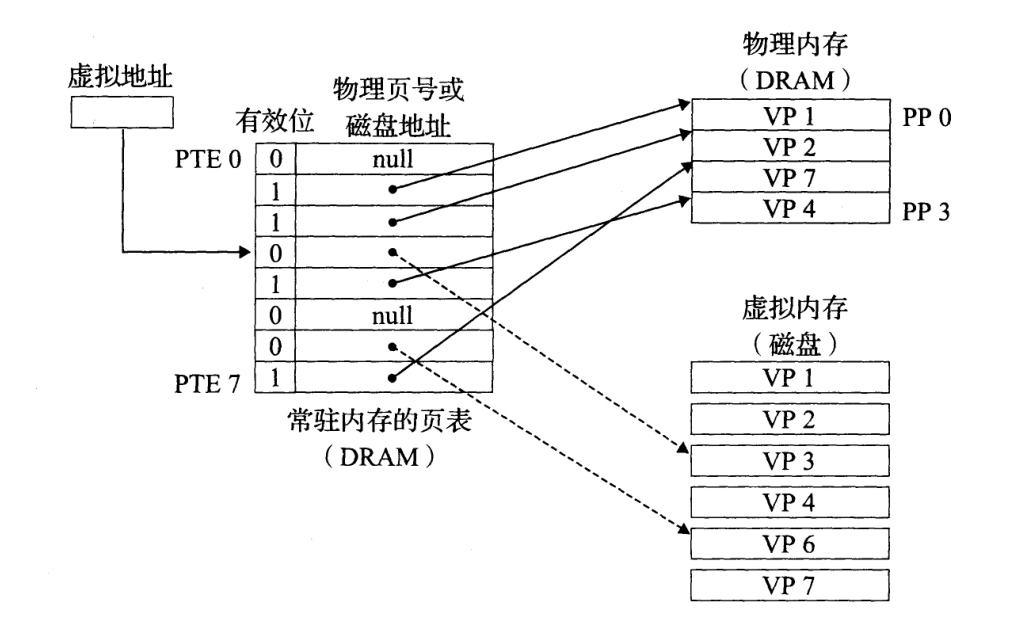 虚拟地址
有效位
物理页号或
磁盘地址
PTE 0
0
null
1
1
0
1
0
null
0
PTE 7
1
常驻内存的页表
（DRAM）
物理内存
（DRAM）
VP 1
PP 0
VP 2
VP 7
VP 4
PP 3
虚拟内存
（磁盘）
VP 1
VP 2
VP 3
VP 4
VP 6
VP 7